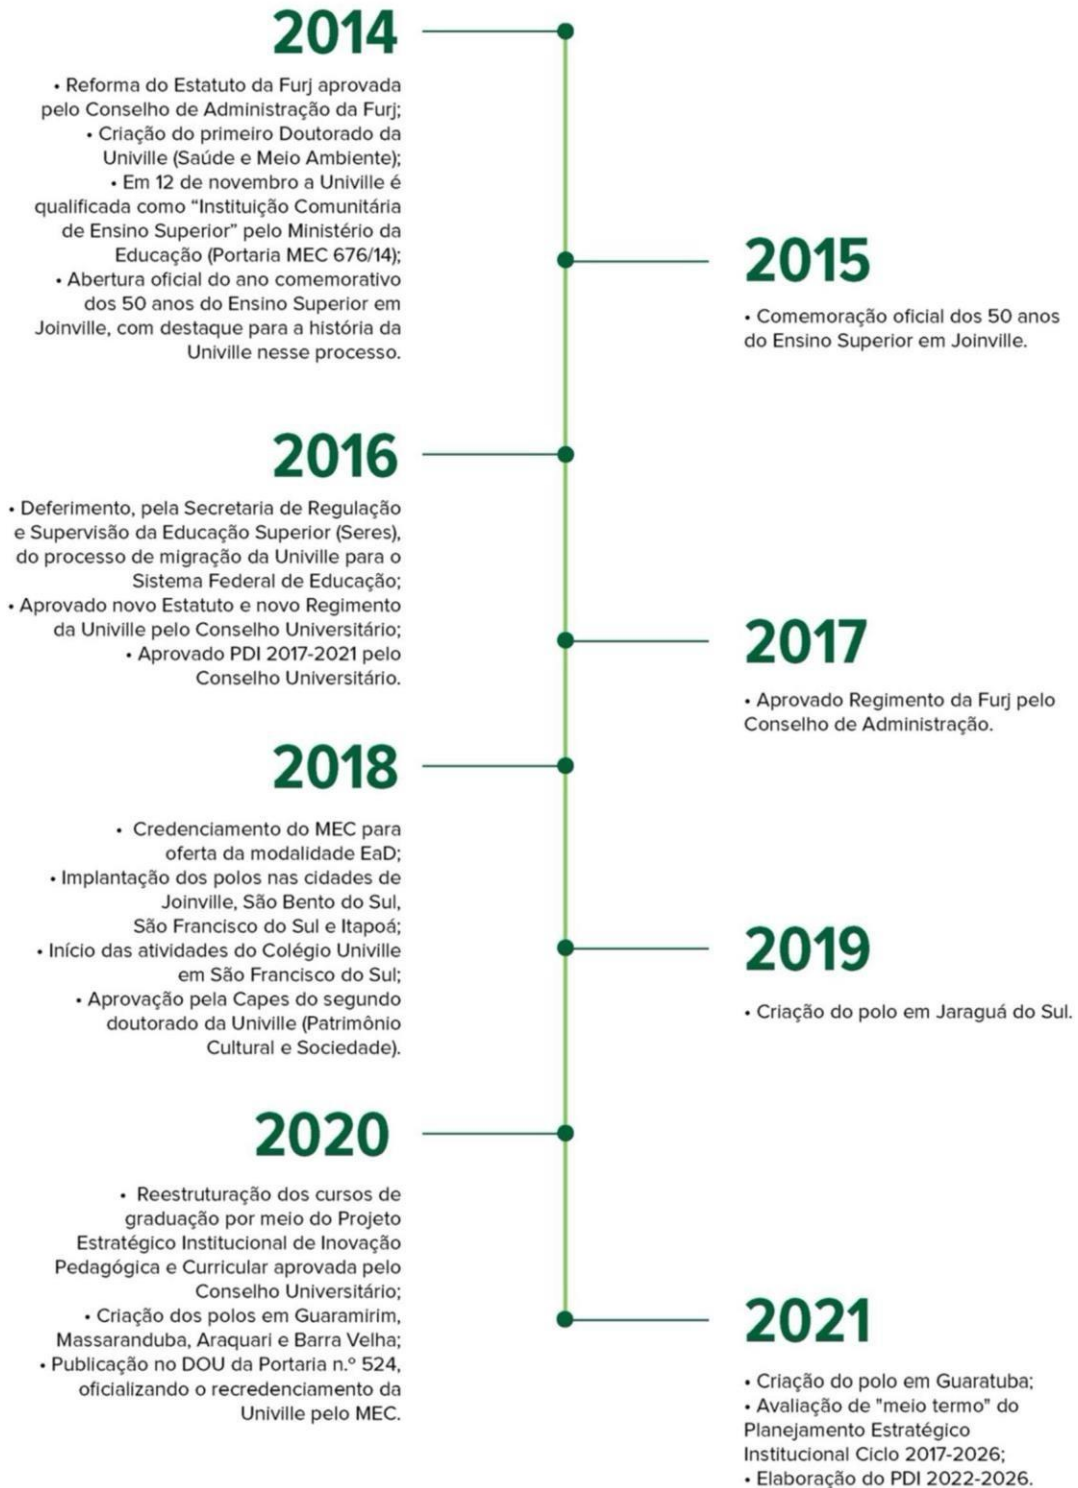 2014
• Reforma do Estatuto da Furj aprovada
pelo Conselho de Administração da Furj;
• Criação do primeiro Doutorado da
Univille (Saúde e Meio Ambiente);
• Em 12 de novembro a Univille é
qualificada como “Instituição Comunitária
de Ensino Superior” pelo Ministério da
Educação (Portaria MEC 676/14);
• Abertura oficial do ano comemorativo
dos 50 anos do Ensino Superior em
Joinville, com destaque para a história da
Univille nesse processo.
2015
• Comemoração oficial dos 50 anos
do Ensino Superior em Joinville.
2016
• Deferimento, pela Secretaria de Regulação
e Supervisão da Educação Superior (Seres),
do processo de migração da Univille para o
Sistema Federal de Educação;
• Aprovado novo Estatuto e novo Regimento
da Univille pelo Conselho Universitário;
• Aprovado PDI 2017-2021 pelo
Conselho Universitário.
2017
• Aprovado Regimento da Furj pelo
Conselho de Administração.
2018
• Credenciamento do MEC para
oferta da modalidade EaD;
• Implantação dos polos nas cidades de
Joinville, São Bento do Sul,
São Francisco do Sul e Itapoá;
• Início das atividades do Colégio Univille
em São Francisco do Sul;
• Aprovação pela Capes do segundo
doutorado da Univille (Patrimônio
Cultural e Sociedade).
2019
• Criação do polo em Jaraguá do Sul.
2020
• Reestruturação dos cursos de
graduação por meio do Projeto
Estratégico Institucional de Inovação
Pedagógica e Curricular aprovada pelo
Conselho Universitário;
• Criação dos polos em Guaramirim,
Massaranduba, Araquari e Barra Velha;
• Publicação no DOU da Portaria n.º 524,
oficializando o recredenciamento da
Univille pelo MEC.
2021
• Criação do polo em Guaratuba;
• Avaliação de "meio termo" do
Planejamento Estratégico
Institucional Ciclo 2017-2026;
• Elaboração do PDI 2022-2026.